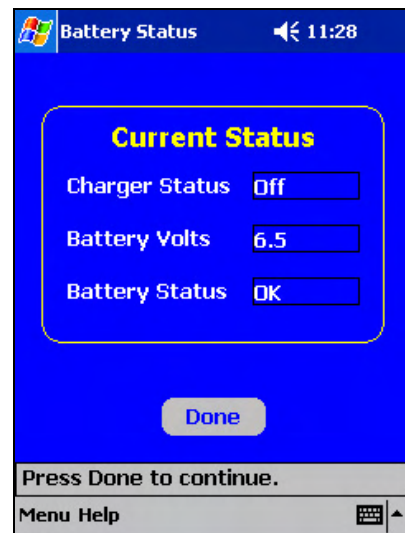 Battery Status 11:28
Current Status
Charger Status Off
Battery Volts 6.5
Battery Status OK
Done
Press Done to continue.
Menu Help